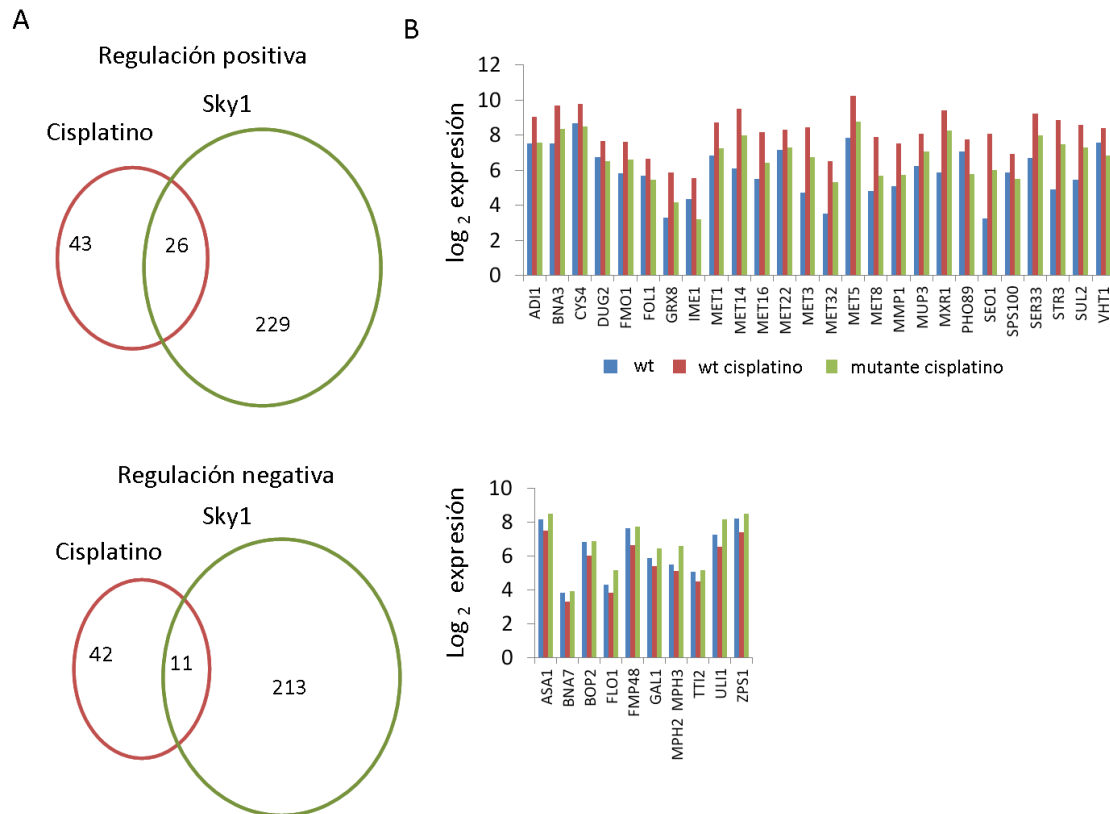 A
Regulación positiva
Sky1
Cisplatino
43
26
229
Regulación negativa
Sky1
Cisplatino
42
11
213
B
12
10
8
6
4
2
0
log 2 expresión
ADI1
BNA3
CYS4
DUG2
FMO1
FOL1
GRX8
IME1
MET1
MET14
MET16
MET22
MET3
MET32
MET5
MET8
MMP1
MUP3
MXR1
PHO89
SEO1
SPS100
SER33
STR3
SUL2
VHT1
wt
wt cisplatino
mutante cisplatino
10
8
6
4
2
0
Log 2 expresión
ASA1
BNA7
BOP2
FLO1
FMP48
GAL1
MPH2 MPH3
TTI2
ULI1
ZPS1